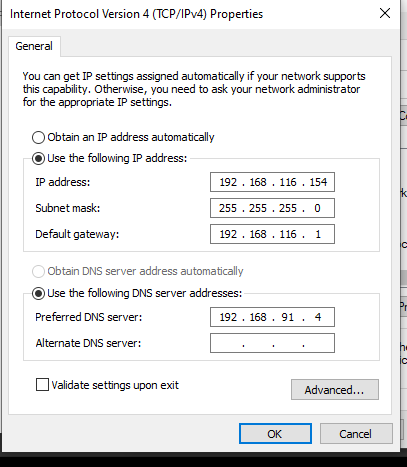 Internet Protocol Version 4 (TCP/IPv4) Properties
General
You can get IP settings assigned automatically if your network supports
this capability. Otherwise, you need to ask your network administrator
for the appropriate IP settings.
Obtain an IP address automatically
Use the following IP address:
IP address: 192 . 168 . 116 . 154
Subnet mask: 255 . 255 . 255 . 0
Default gateway: 192 . 168 . 116 . 1
Obtain DNS server address automatically
Use the following DNS server addresses:
Preferred DNS server: 192 . 168 . 91 . 4
Alternate DNS server: . . .
Validate settings upon exit
Advanced...
OK Cancel